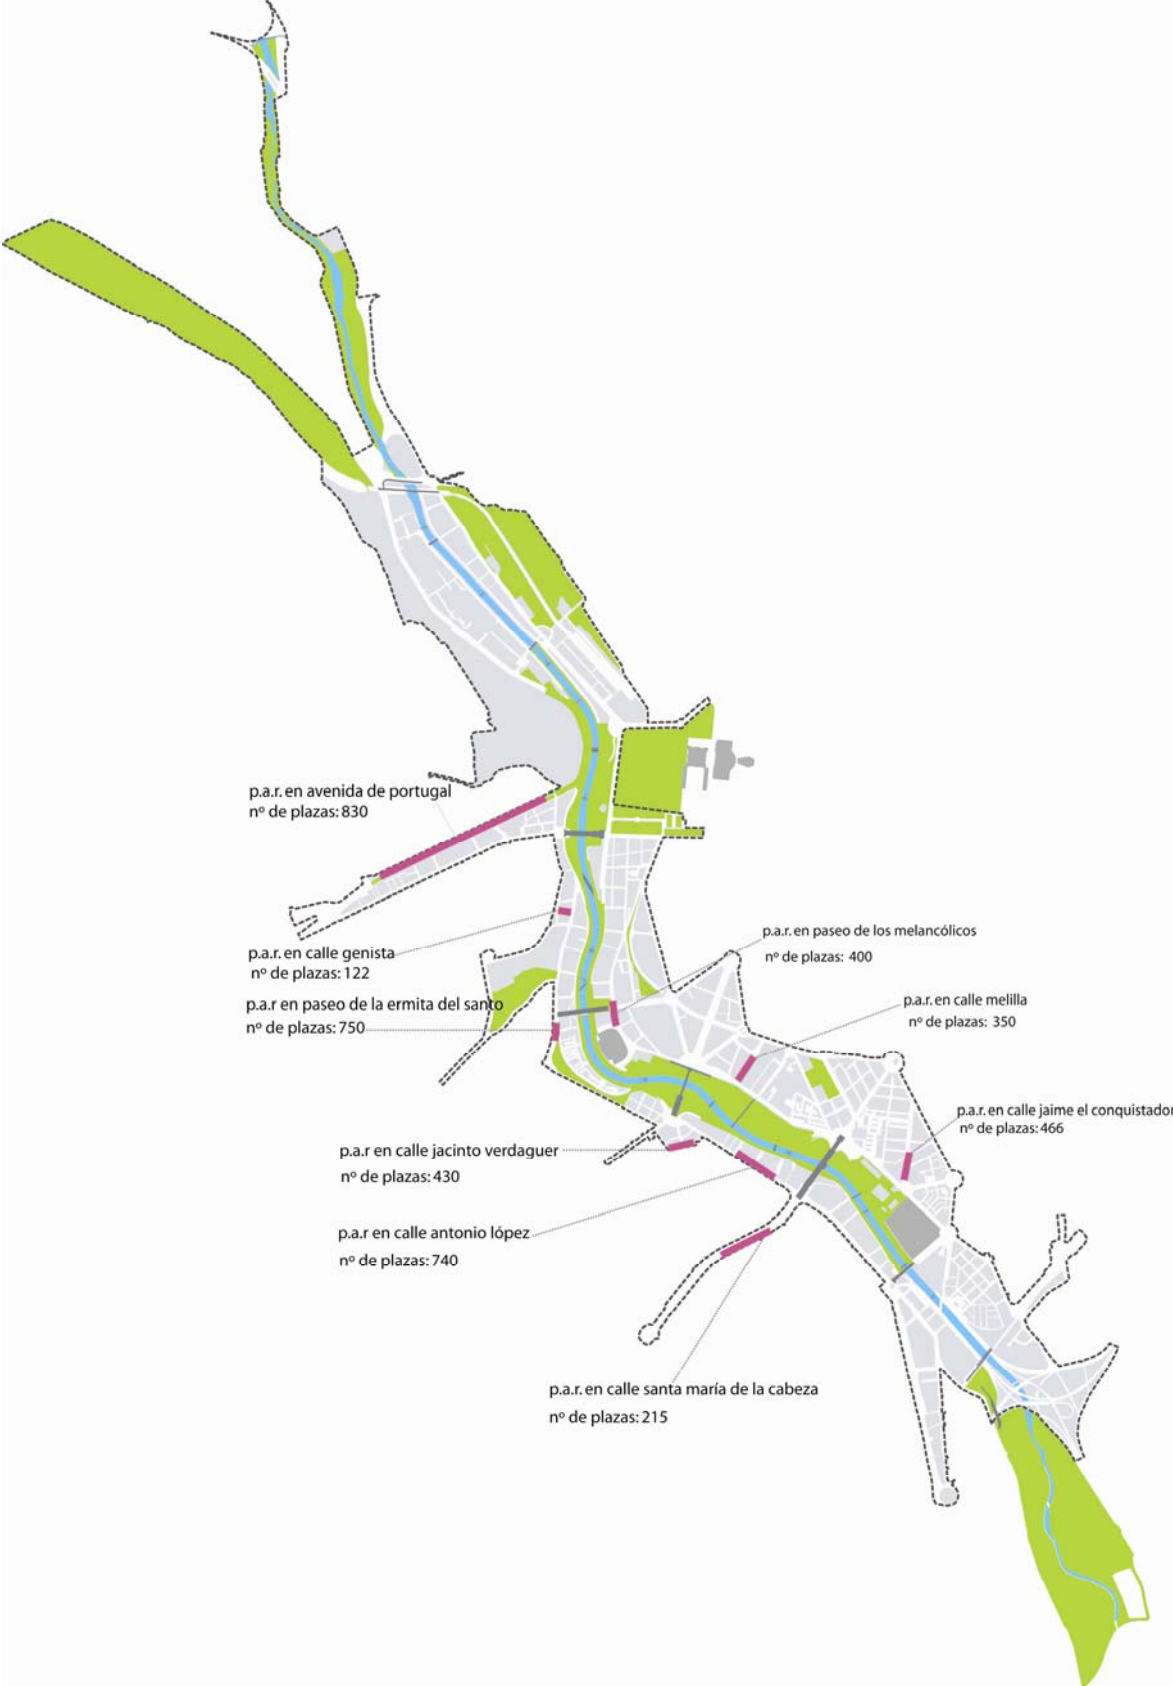 p.a.r. en avenida de portugal
nº de plazas: 830
p.a.r. en calle genista
nº de plazas: 122
p.a.r en paseo de la ermita del santo
nº de plazas: 750
p.a.r. en paseo de los melancólicos
nº de plazas: 400
p.a.r. en calle melilla
nº de plazas: 350
p.a.r. en calle jaime el conquistador
nº de plazas: 466
p.a.r en calle jacinto verdaguer
nº de plazas: 430
p.a.r en calle antonio lópez
nº de plazas: 740
p.a.r. en calle santa maría de la cabeza
nº de plazas: 215